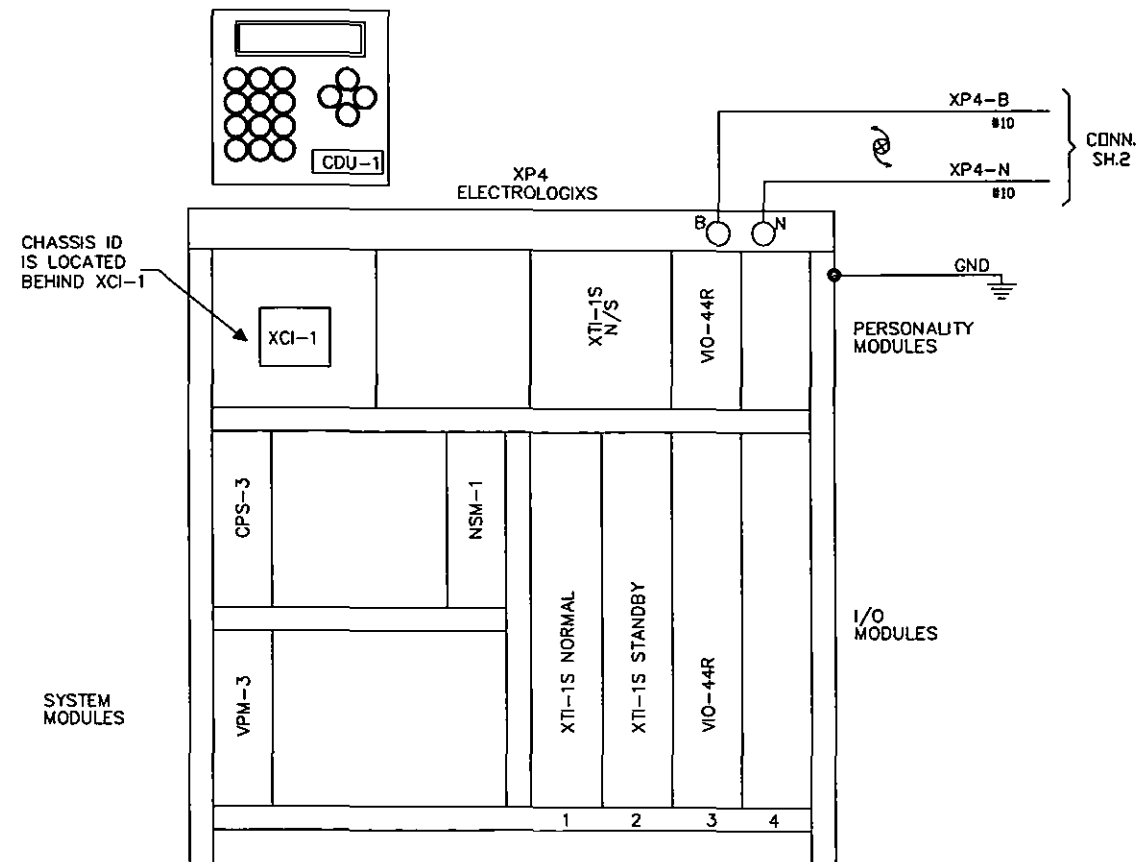 CDU-1
XP4-B
#10
XP4-N
#10
CONN.
SH.2
XP4
ELECTROLOGIXS
B
N
CHASSIS ID
IS LOCATED
BEHIND XCI-1
XCI-1
XTI-1S
N/S
VIO-44R
GND
PERSONALITY
MODULES
CPS-3
NSM-1
XTI-1S NORMAL
XTI-1S STANDBY
VIO-44R
I/O
MODULES
SYSTEM
MODULES
VPM-3
1
2
3
4